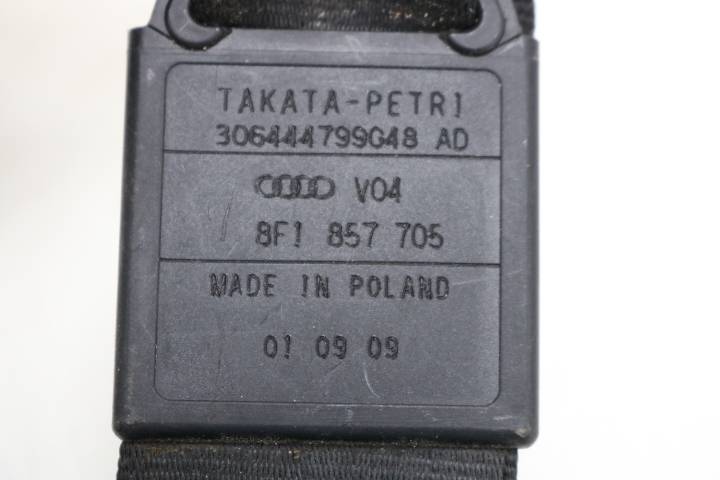 TAKATA-PETRI
306444799G48 AD
V04
8F1 857 705
MADE IN POLAND
01 09 09